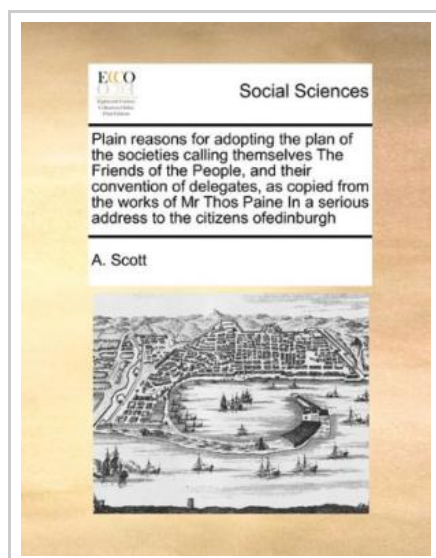 ECCO
Social Sciences
Plain reasons for adopting the plan of
the societies calling themselves The
Friends of the People, and their
convention of delegates, as copied from
the works of Mr Thos Paine In a serious
address to the citizens ofedinburgh
A. Scott